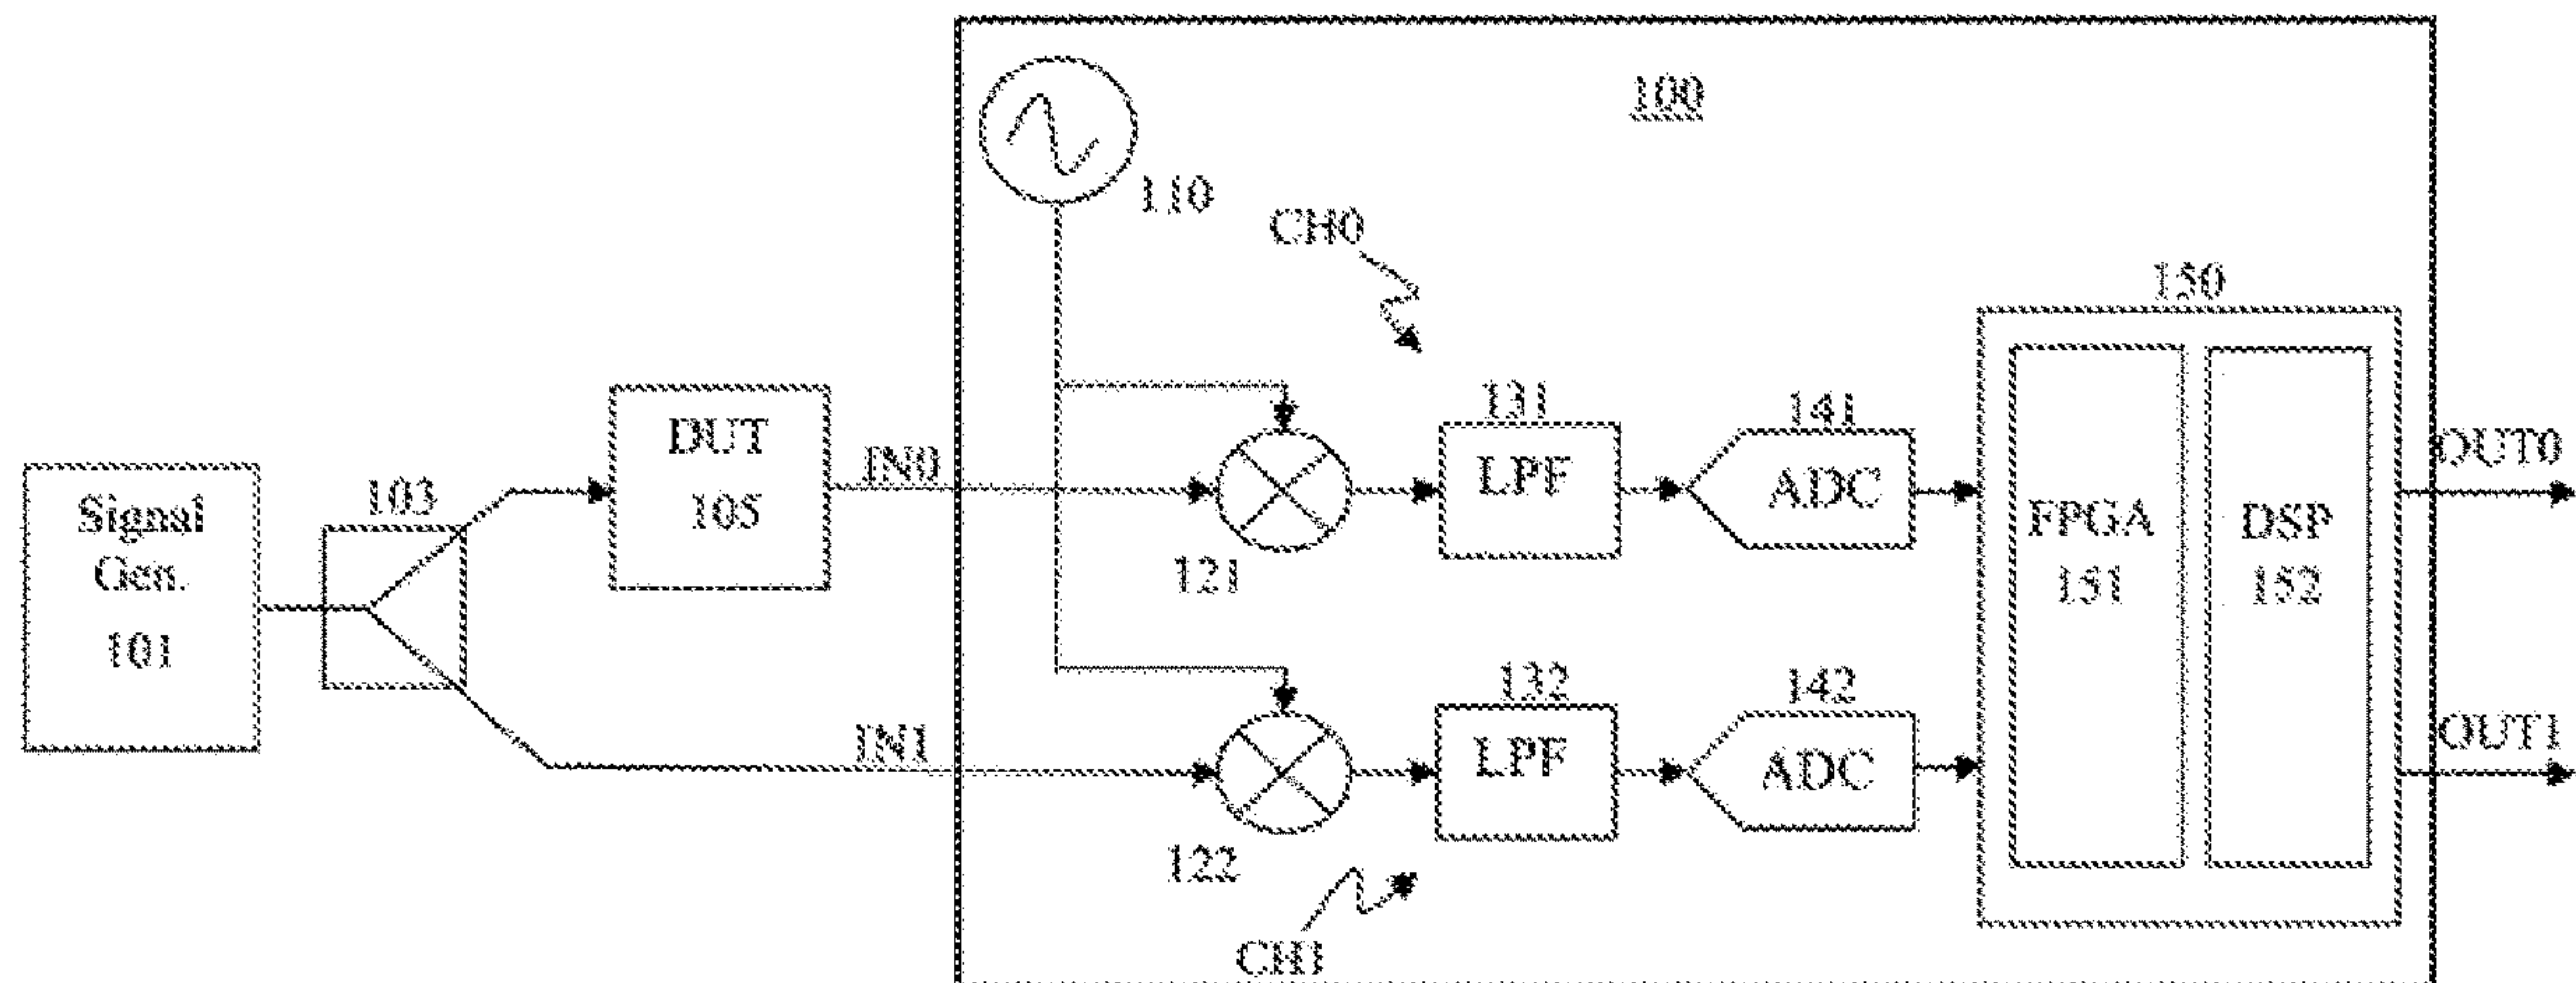 100
110
CH0
150
131
141
DUT
105
IN0
LPF
ADC
OUT0
Signal
Gen.
101
103
FPGA
151
DSP
152
121
132
142
IN1
LPF
ADC
OUT1
122
CH1